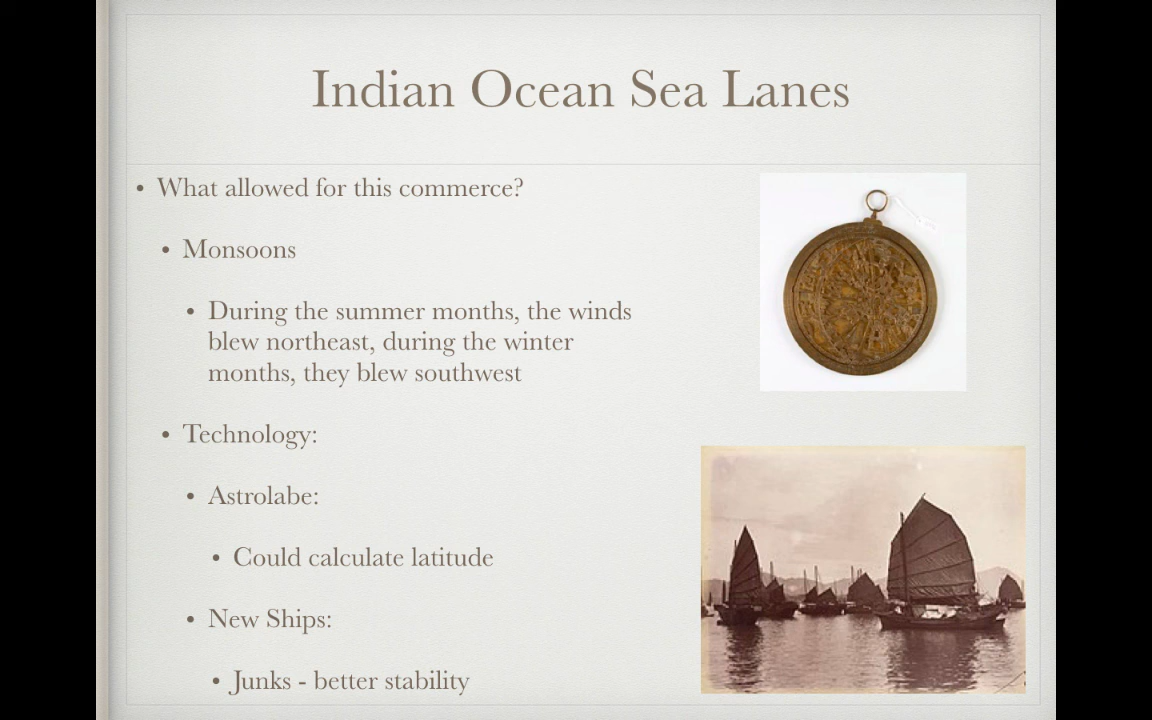 Indian Ocean Sea Lanes
• What allowed for this commerce?
• Monsoons
• During the summer months, the winds
blew northeast, during the winter
months, they blew southwest
• Technology:
• Astrolabe:
• Could calculate latitude
• New Ships:
• Junks - better stability